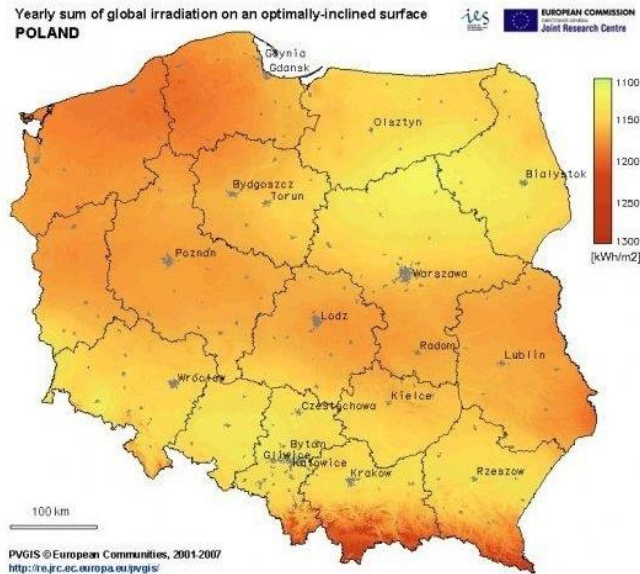 Yearly sum of global irradiation on an optimally-inclined surface
POLAND
ies
EUROPEAN COMMISSION
DIRECTORATE GENERAL
Joint Research Centre
Gdynia
Gdansk
Olsztyn
Bialystok
Bydgoszcz
Torun
Poznan
Warszawa
Lodz
Radom
Lublin
Wroclaw
Kielce
Czestochowa
Bytom
Gliwice
Katowice
Krakow
Rzeszow
1100
1150
1200
1250
1300
[kWh/m2]
100 km
PVGIS © European Communities, 2001-2007
http://re.jrc.ec.europa.eu/pvgis/